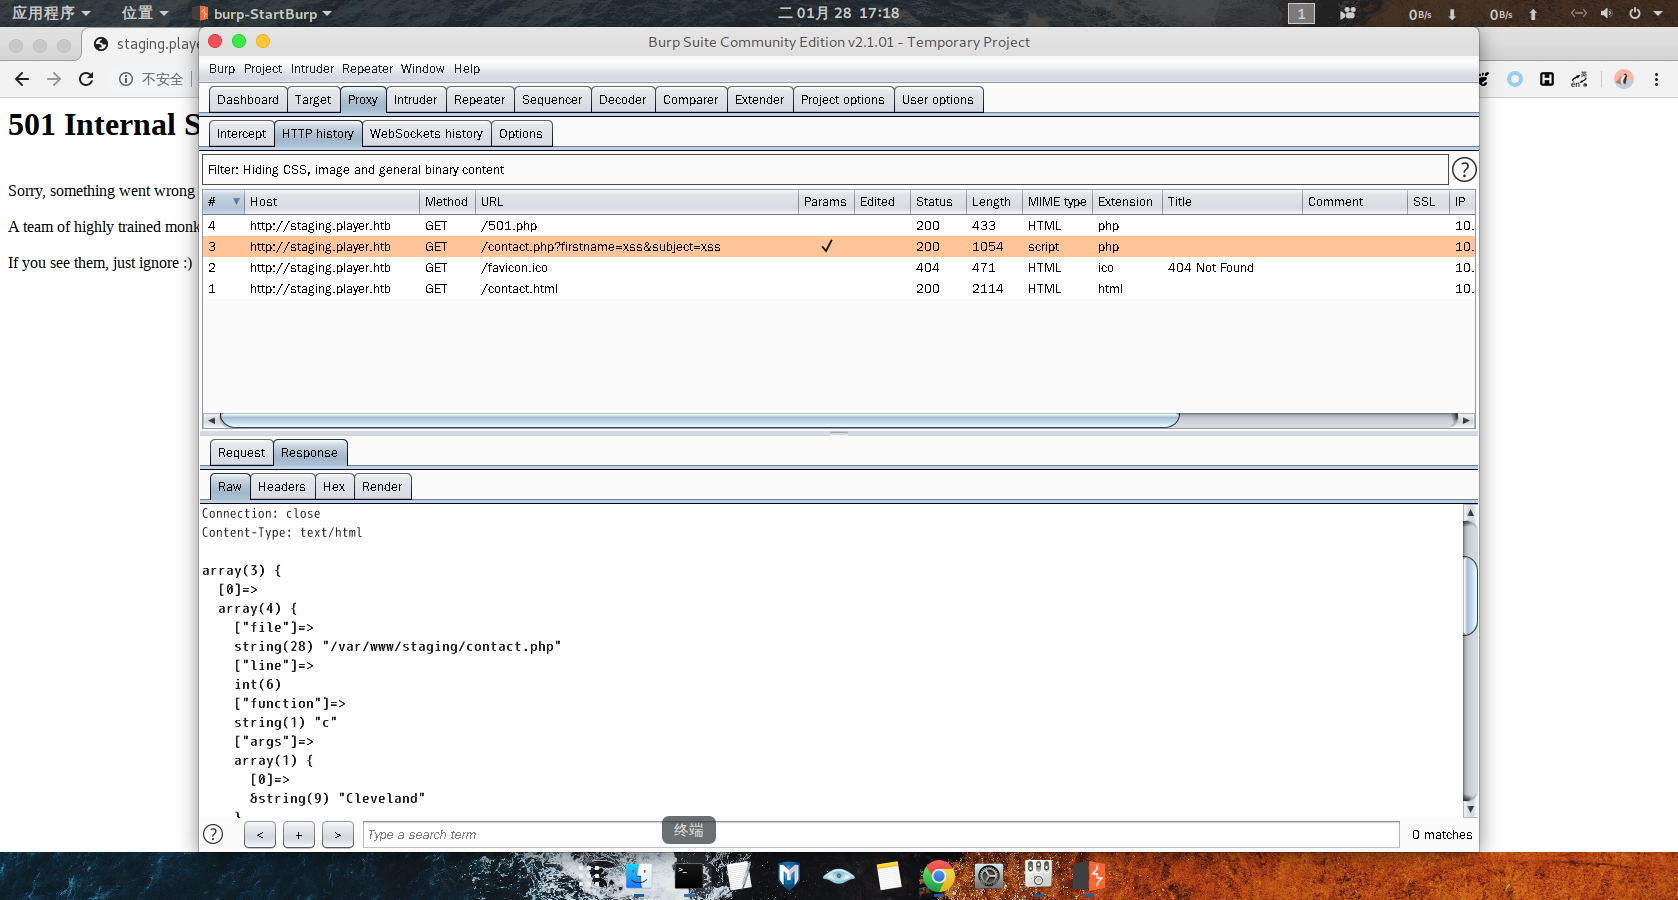 应用程序 位置 burp-StartBurp 二 01月 28 17:18 1 0B/s 0B/s
Burp Suite Community Edition v2.1.01 - Temporary Project
staging.playe
不安全
Burp Project Intruder Repeater Window Help
Dashboard Target Proxy Intruder Repeater Sequencer Decoder Comparer Extender Project options User options
Intercept HTTP history WebSockets history Options
Filter: Hiding CSS, image and general binary content ?
# Host Method URL Params Edited Status Length MIME type Extension Title Comment SSL IP
4 http://staging.player.htb GET /501.php 200 433 HTML php 10.
3 http://staging.player.htb GET /contact.php?firstname=xss&subject=xss ✓ 200 1054 script php 10.
2 http://staging.player.htb GET /favicon.ico 404 471 HTML ico 404 Not Found 10.
1 http://staging.player.htb GET /contact.html 200 2114 HTML html 10.
501 Internal S
Sorry, something went wrong
A team of highly trained monk
If you see them, just ignore :)
Request Response
Raw Headers Hex Render
Connection: close
Content-Type: text/html
array(3) {
[0]=>
array(4) {
["file"]=>
string(28) "/var/www/staging/contact.php"
["line"]=>
int(6)
["function"]=>
string(1) "c"
["args"]=>
array(1) {
[0]=>
&string(9) "Cleveland"
}
? < + > Type a search term 0 matches
终端